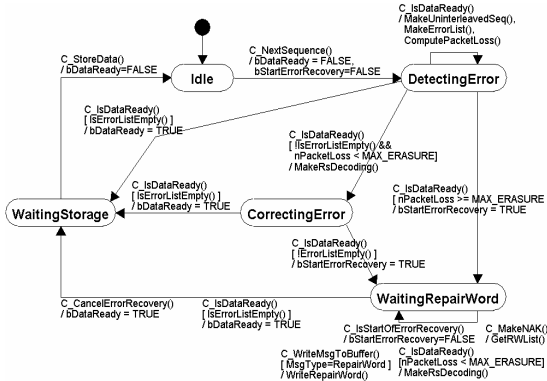 C_IsDataReady()
/ MakeUninterleavedSeq(),
MakeErrorList(),
ComputePacketLoss()
C_StoreData()
/ bDataReady=FALSE
C_NextSequence()
/ bDataReady = FALSE,
bStartErrorRecovery=FALSE
Idle
DetectingError
C_IsDataReady()
[ IsErrorListEmpty() ]
/ bDataReady = TRUE
C_IsDataReady()
[ !IsErrorListEmpty() &&
nPacketLoss < MAX_ERASURE]
/ MakeRsDecoding()
C_IsDataReady()
[ IsErrorListEmpty() ]
/ bDataReady = TRUE
C_IsDataReady()
[ nPacketLoss >= MAX_ERASURE
/ bStartErrorRecovery = TRUE
WaitingStorage
CorrectingError
C_IsDataReady()
[ !ErrorListEmpty() ]
/ bStartErrorRecovery = TRUE
WaitingRepairWord
C_CancelErrorRecovery()
/ bDataReady = TRUE
C_IsDataReady()
[ IsErrorListEmpty() ]
/ bDataReady = TRUE
C_IsStartOfErrorRecovery()
/ bStartErrorRecovery=FALSE
C_MakeNAK()
/ GetRWList()
C_WriteMsgToBuffer()
[ MsgType=RepairWord ]
/ WriteRepairWord()
C_IsDataReady()
[nPacketLoss < MAX_ERASURE]
/ MakeRsDecoding()